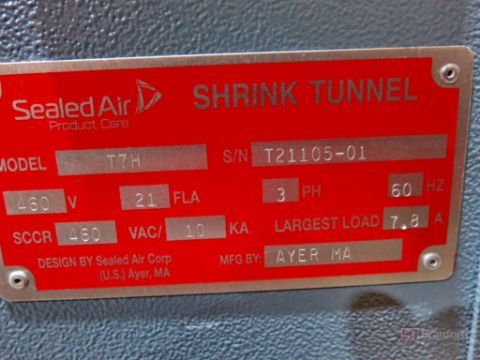 Sealed Air
Product Care
SHRINK TUNNEL
MODEL T7H S/N T21105-01
460 V 21 FLA 3 PH 60 HZ
SCCR 460 VAC/ 10 KA LARGEST LOAD 7.8 A
DESIGN BY Sealed Air Corp
(U.S.) Ayer, MA
MFG BY: AYER MA